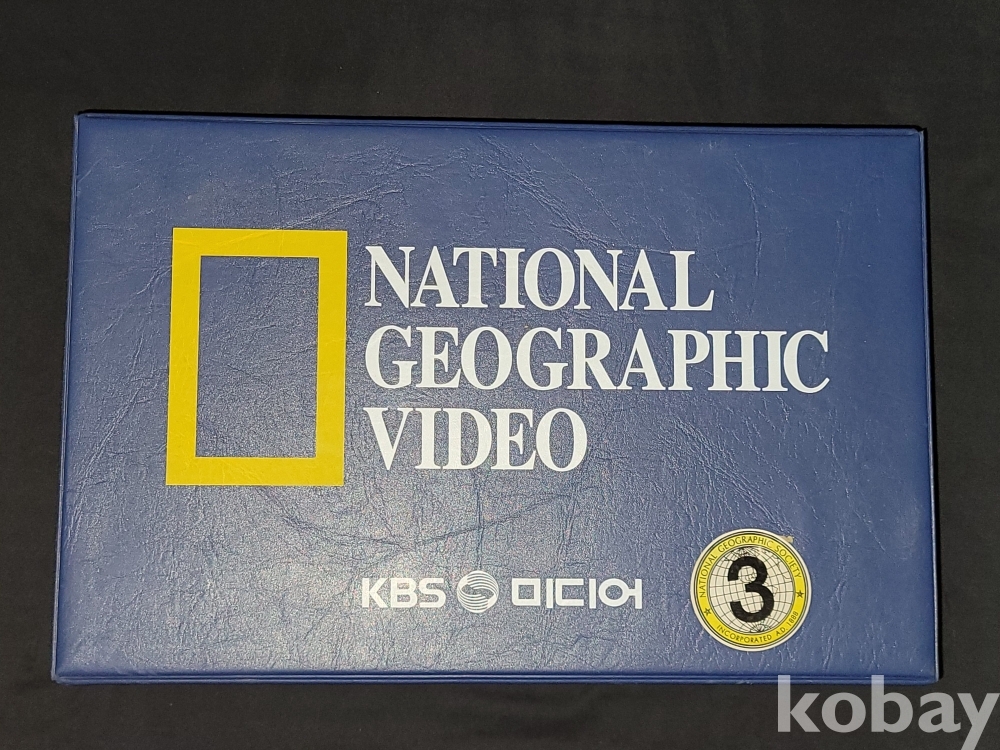 NATIONAL
GEOGRAPHIC
VIDEO
KBS 미디어
NATIONAL GEOGRAPHIC SOCIETY
3
INCORPORATED A.D. 1888
kobay